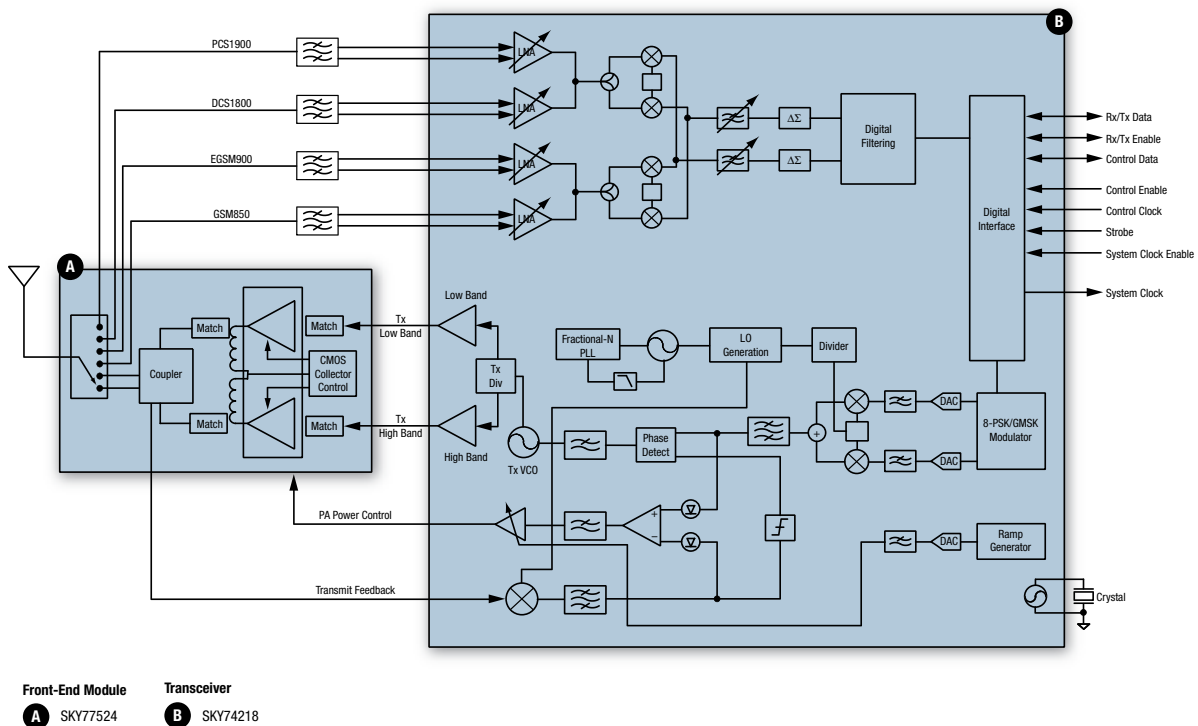 B
PCS1900
LNA
DCS1800
LNA
EGSM900
LNA
GSM850
LNA
ΔΣ
ΔΣ
Digital
Filtering
Digital
Interface
Rx/Tx Data
Rx/Tx Enable
Control Data
Control Enable
Control Clock
Strobe
System Clock Enable
System Clock
A
Match
Match
Coupler
CMOS
Collector
Control
Match
Match
Tx
Low Band
Low Band
Tx
Div
Tx
High Band
High Band
Tx VCO
Fractional-N
PLL
LO
Generation
Divider
Phase
Detect
+
DAC
DAC
8-PSK/GMSK
Modulator
PA Power Control
+
−
DAC
Ramp
Generator
Transmit Feedback
Crystal
Front-End Module
A SKY77524
Transceiver
B SKY74218